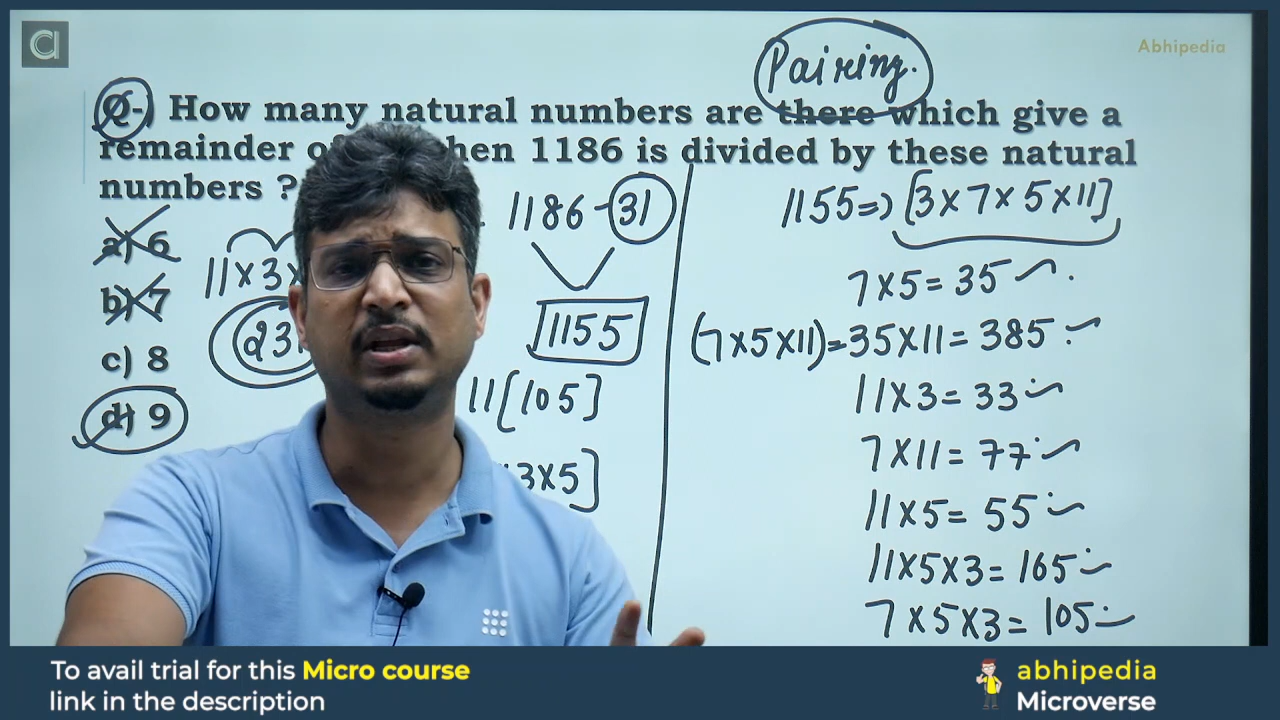 a
Abhipedia
Pairing.
Q-) How many natural numbers are there which give a
remainder hen 1186 is divided by these natural
numbers ?
a) 6
b) 7
c) 8
d) 9
11×3×
231
1186 - 31
1155
11[105]
3×5]
1155=> [3×7×5×11]
7×5=35
(7×5×11)=35×11=385
11×3=33
7×11=77
11×5=55
11×5×3=165
7×5×3=105
To avail trial for this Micro course
link in the description
abhipedia
Microverse